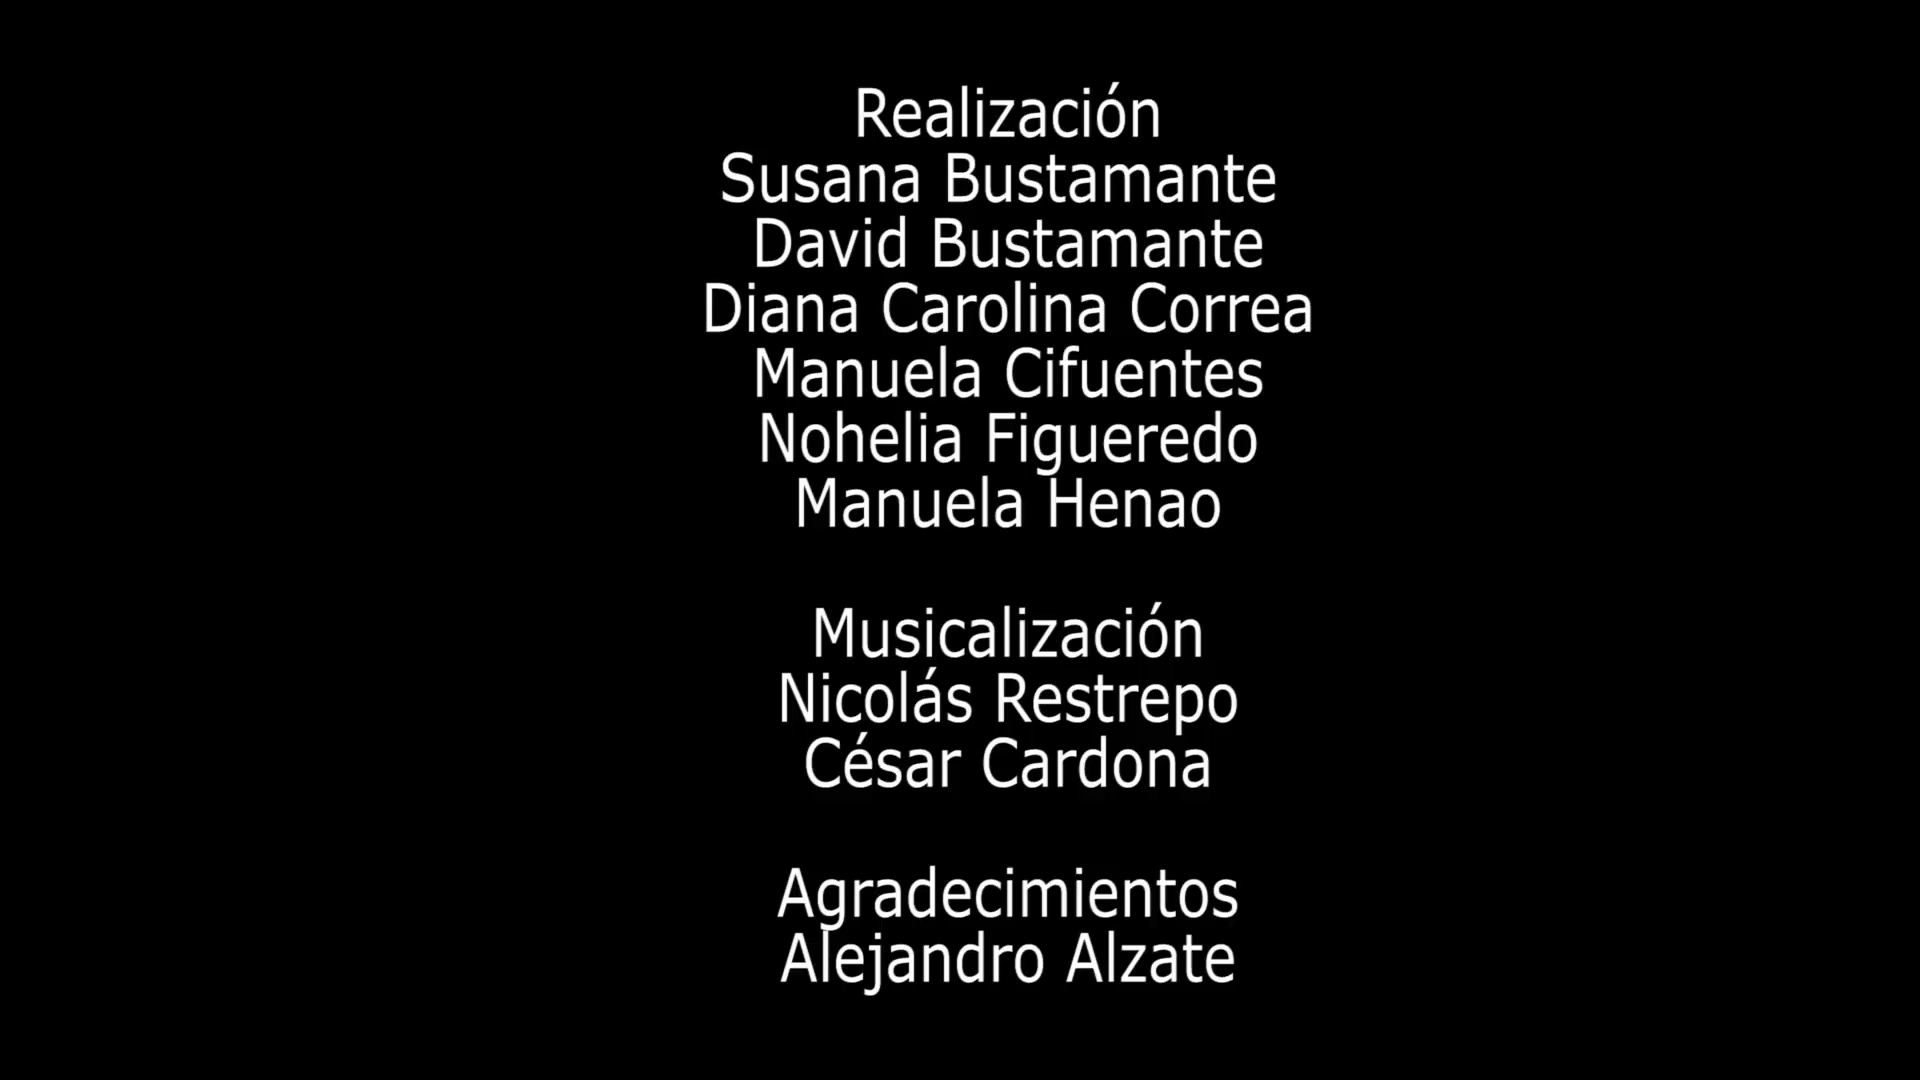 Realización
Susana Bustamante
David Bustamante
Diana Carolina Correa
Manuela Cifuentes
Nohelia Figueredo
Manuela Henao
Musicalización
Nicolás Restrepo
César Cardona
Agradecimientos
Alejandro Alzate